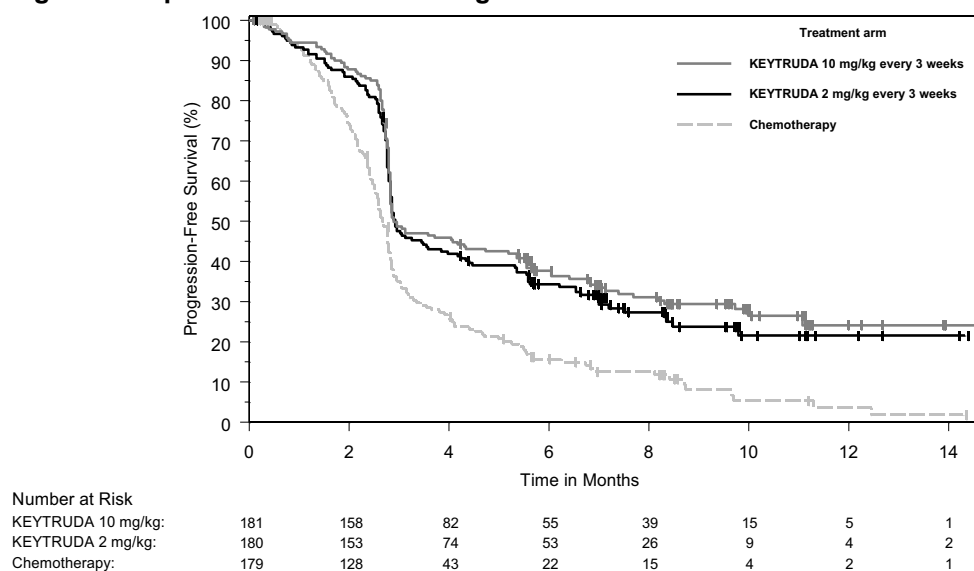 Treatment arm
KEYTRUDA 10 mg/kg every 3 weeks
KEYTRUDA 2 mg/kg every 3 weeks
Chemotherapy
Progression-Free Survival (%)
100
90
80
70
60
50
40
30
20
10
0
0 2 4 6 8 10 12 14
Time in Months
Number at Risk
KEYTRUDA 10 mg/kg: 181 158 82 55 39 15 5 1
KEYTRUDA 2 mg/kg: 180 153 74 53 26 9 4 2
Chemotherapy: 179 128 43 22 15 4 2 1